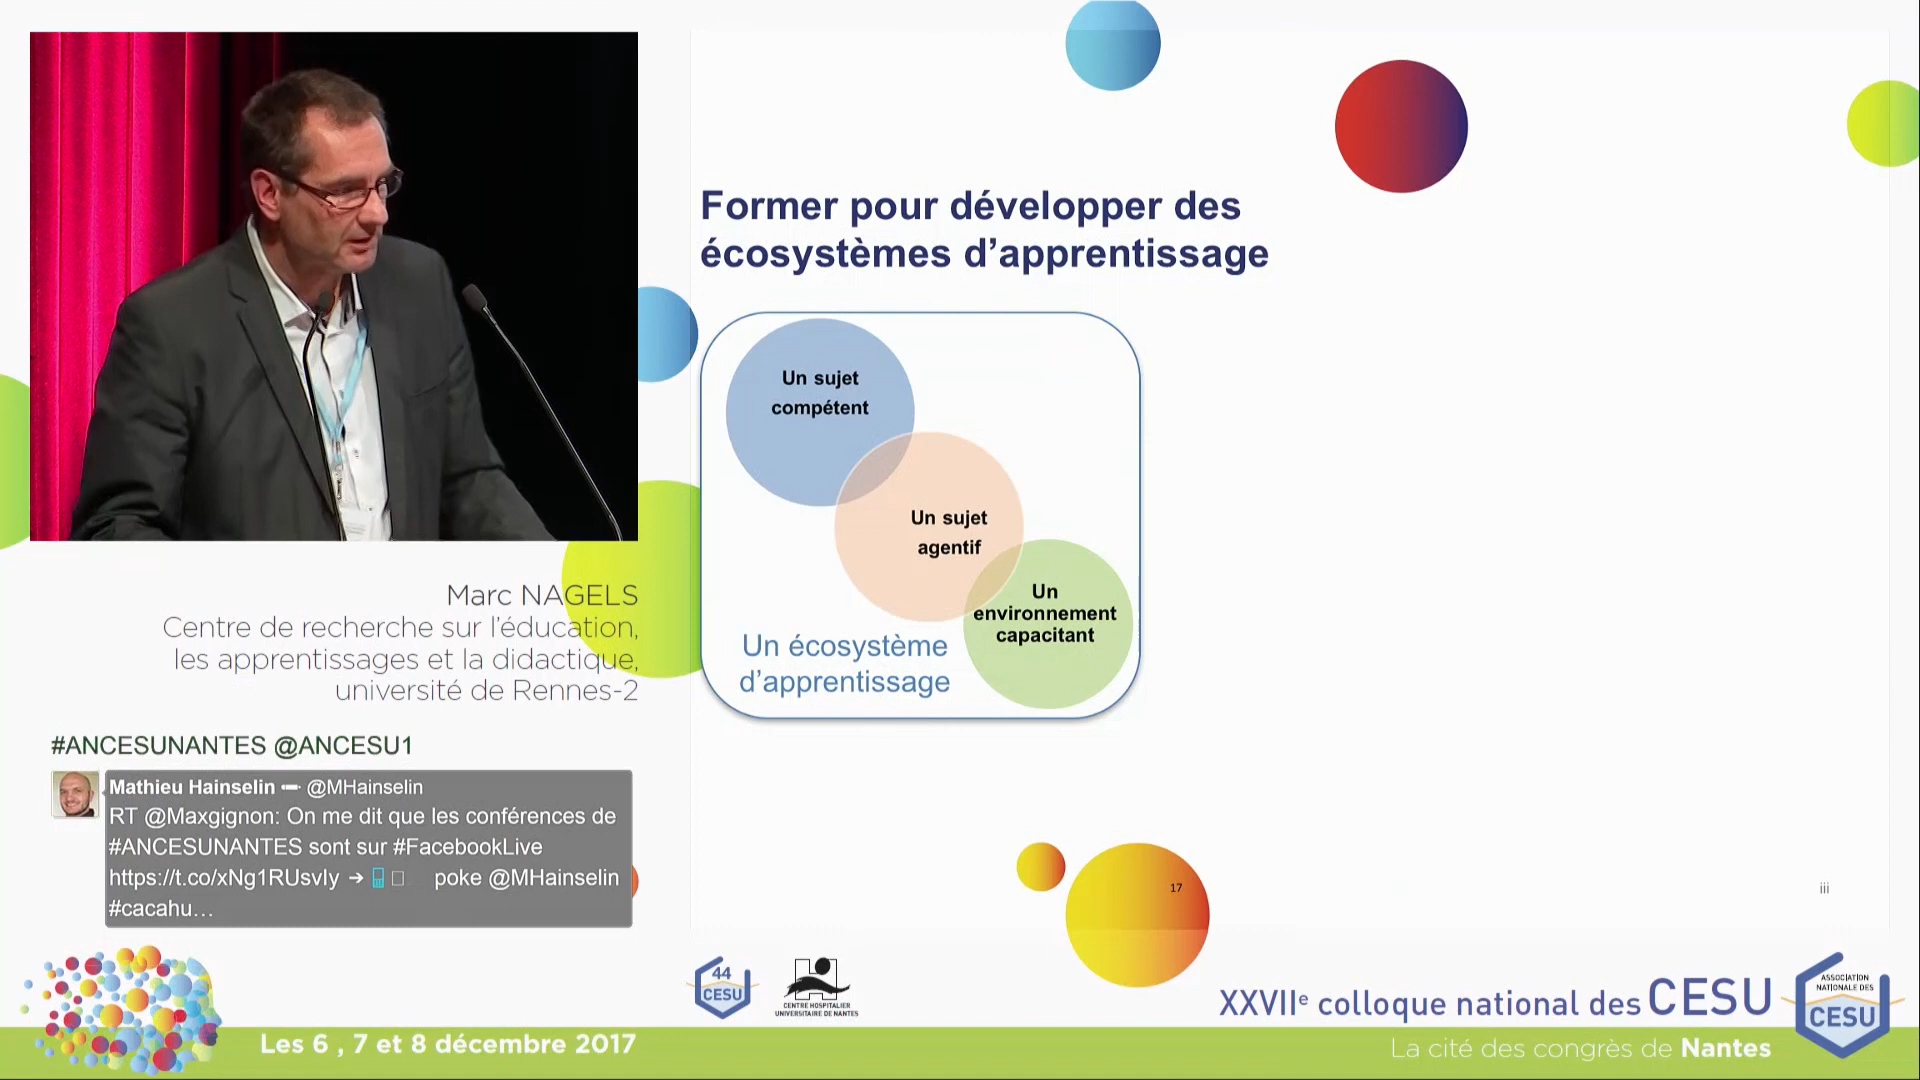 Former pour développer des
écosystèmes d’apprentissage
Un sujet
compétent
Un sujet
agentif
Un
environnement
capacitant
Un écosystème
d’apprentissage
Marc NAGELS
Centre de recherche sur l’éducation,
les apprentissages et la didactique,
université de Rennes-2
#ANCESUNANTES @ANCESU1
Mathieu Hainselin @MHainselin
RT @Maxgignon: On me dit que les conférences de
#ANCESUNANTES sont sur #FacebookLive
https://t.co/xNg1RUsvIy → poke @MHainselin
#cacahu…
17
iii
44
CESU
CENTRE HOSPITALIER
UNIVERSITAIRE DE NANTES
XXVIIe colloque national des CESU
La cité des congrès de Nantes
ASSOCIATION
NATIONALE DES
CESU
Les 6 , 7 et 8 décembre 2017